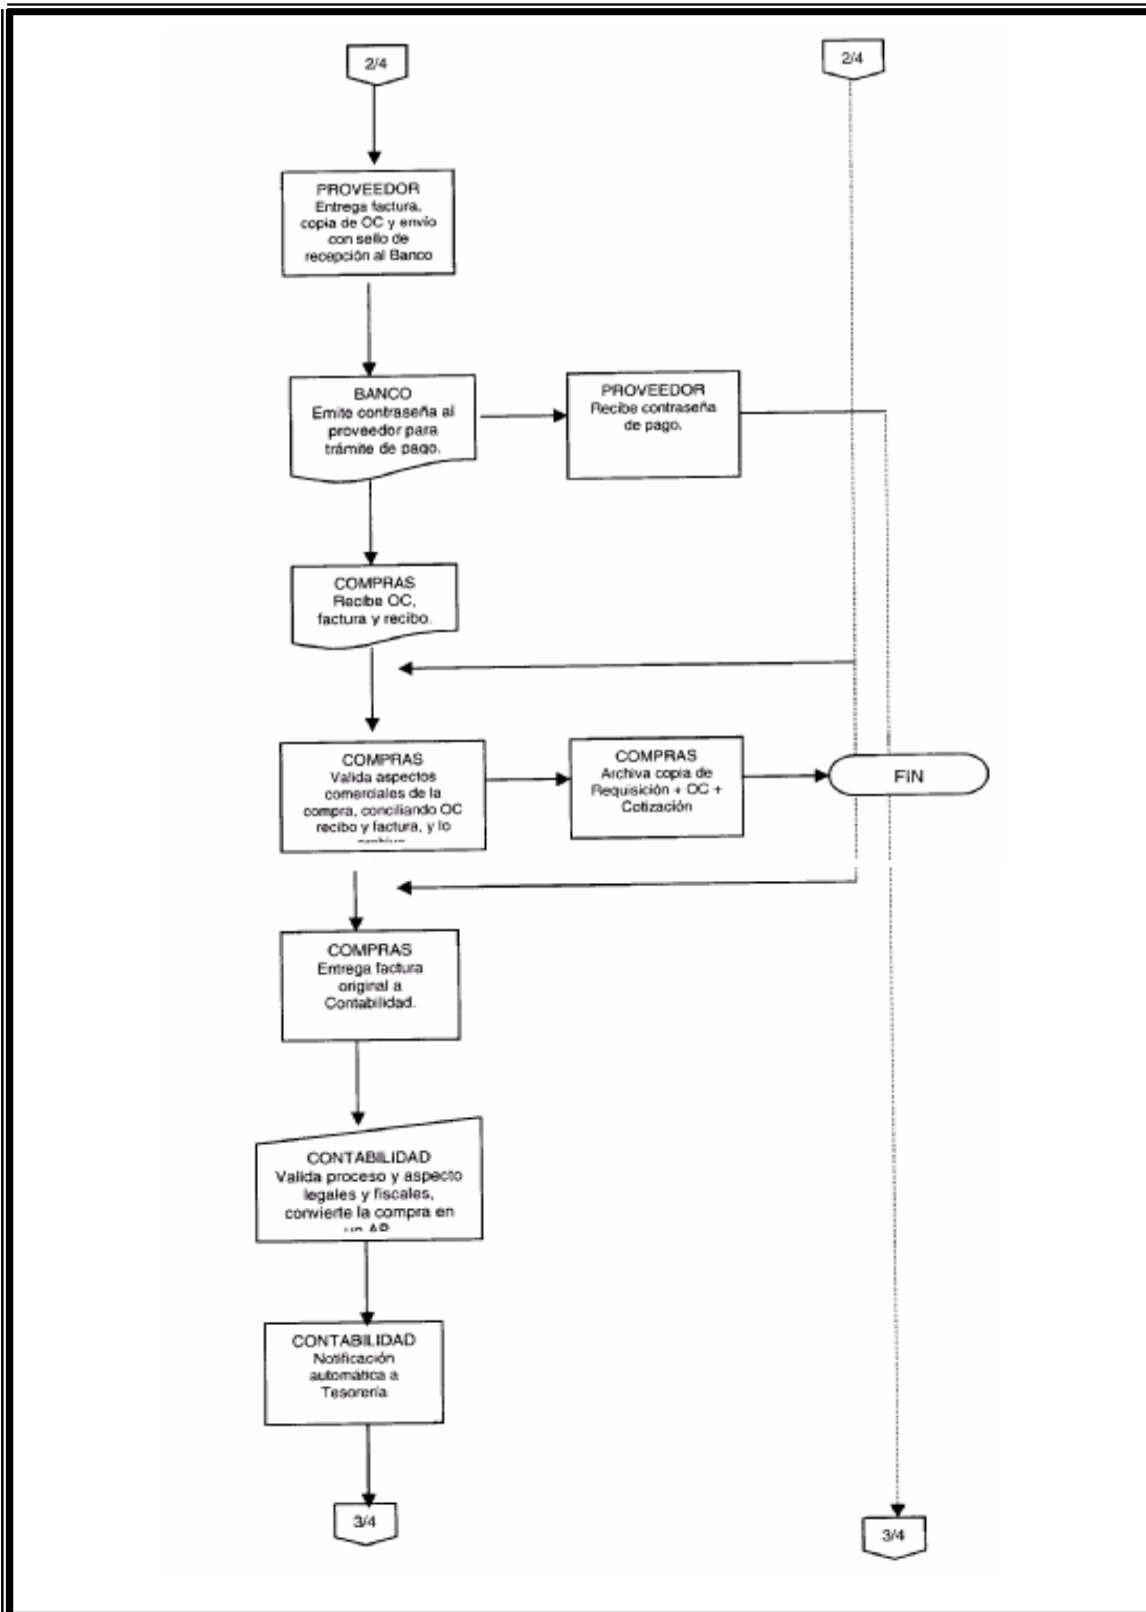 2/4
2/4
PROVEEDOR
Entrega factura,
copia de OC y envío
con sello de
recepción al Banco
BANCO
Emite contraseña al
proveedor para
trámite de pago.
PROVEEDOR
Recibe contraseña
de pago.
COMPRAS
Recibe OC,
factura y recibo.
COMPRAS
Valida aspectos
comerciales de la
compra, conciliando OC
recibo y factura, y lo
COMPRAS
Archiva copia de
Requisición + OC +
Cotización
FIN
COMPRAS
Entrega factura
original a
Contabilidad.
CONTABILIDAD
Valida proceso y aspecto
legales y fiscales,
convierte la compra en
un AP
CONTABILIDAD
Notificación
automática a
Tesorería
3/4
3/4